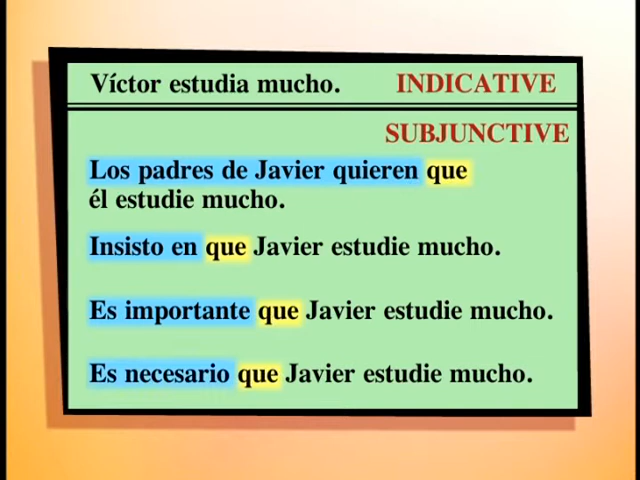 Víctor estudia mucho. INDICATIVE
SUBJUNCTIVE
Los padres de Javier quieren que
él estudie mucho.
Insisto en que Javier estudie mucho.
Es importante que Javier estudie mucho.
Es necesario que Javier estudie mucho.